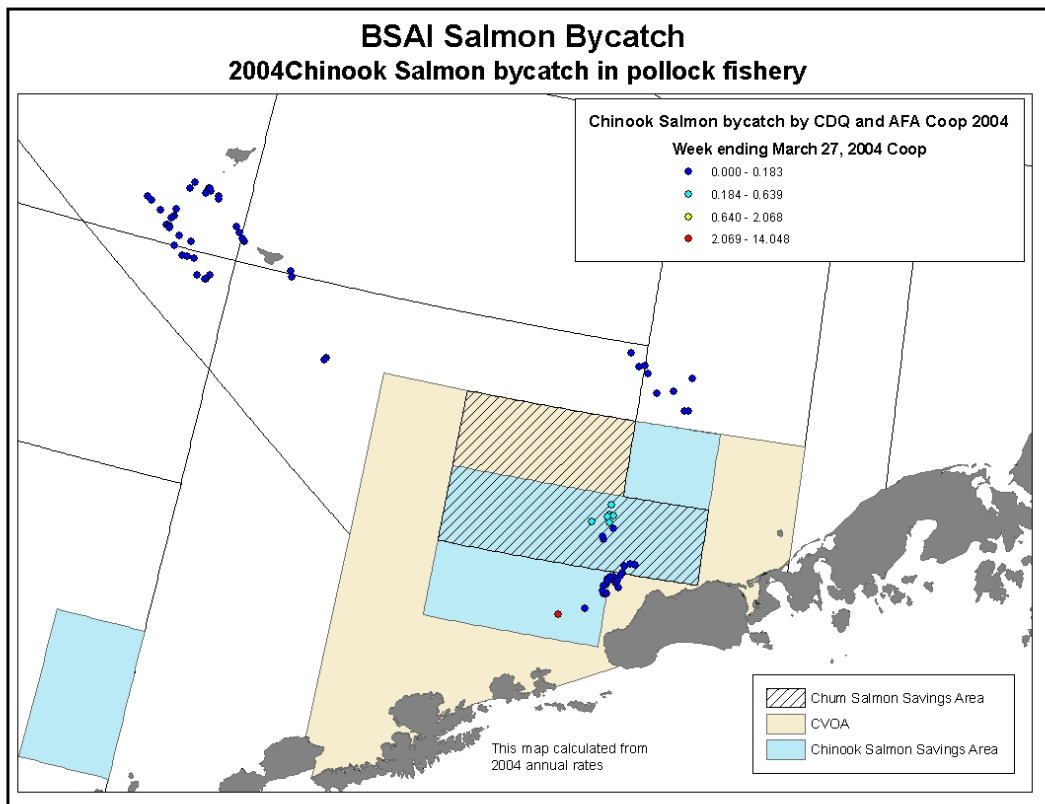 BSAI Salmon Bycatch
2004Chinook Salmon bycatch in pollock fishery
Chinook Salmon bycatch by CDQ and AFA Coop 2004
Week ending March 27, 2004 Coop
0.000 - 0.183
0.184 - 0.639
0.640 - 2.068
2.069 - 14.048
Chum Salmon Savings Area
CVOA
Chinook Salmon Savings Area
This map calculated from
2004 annual rates